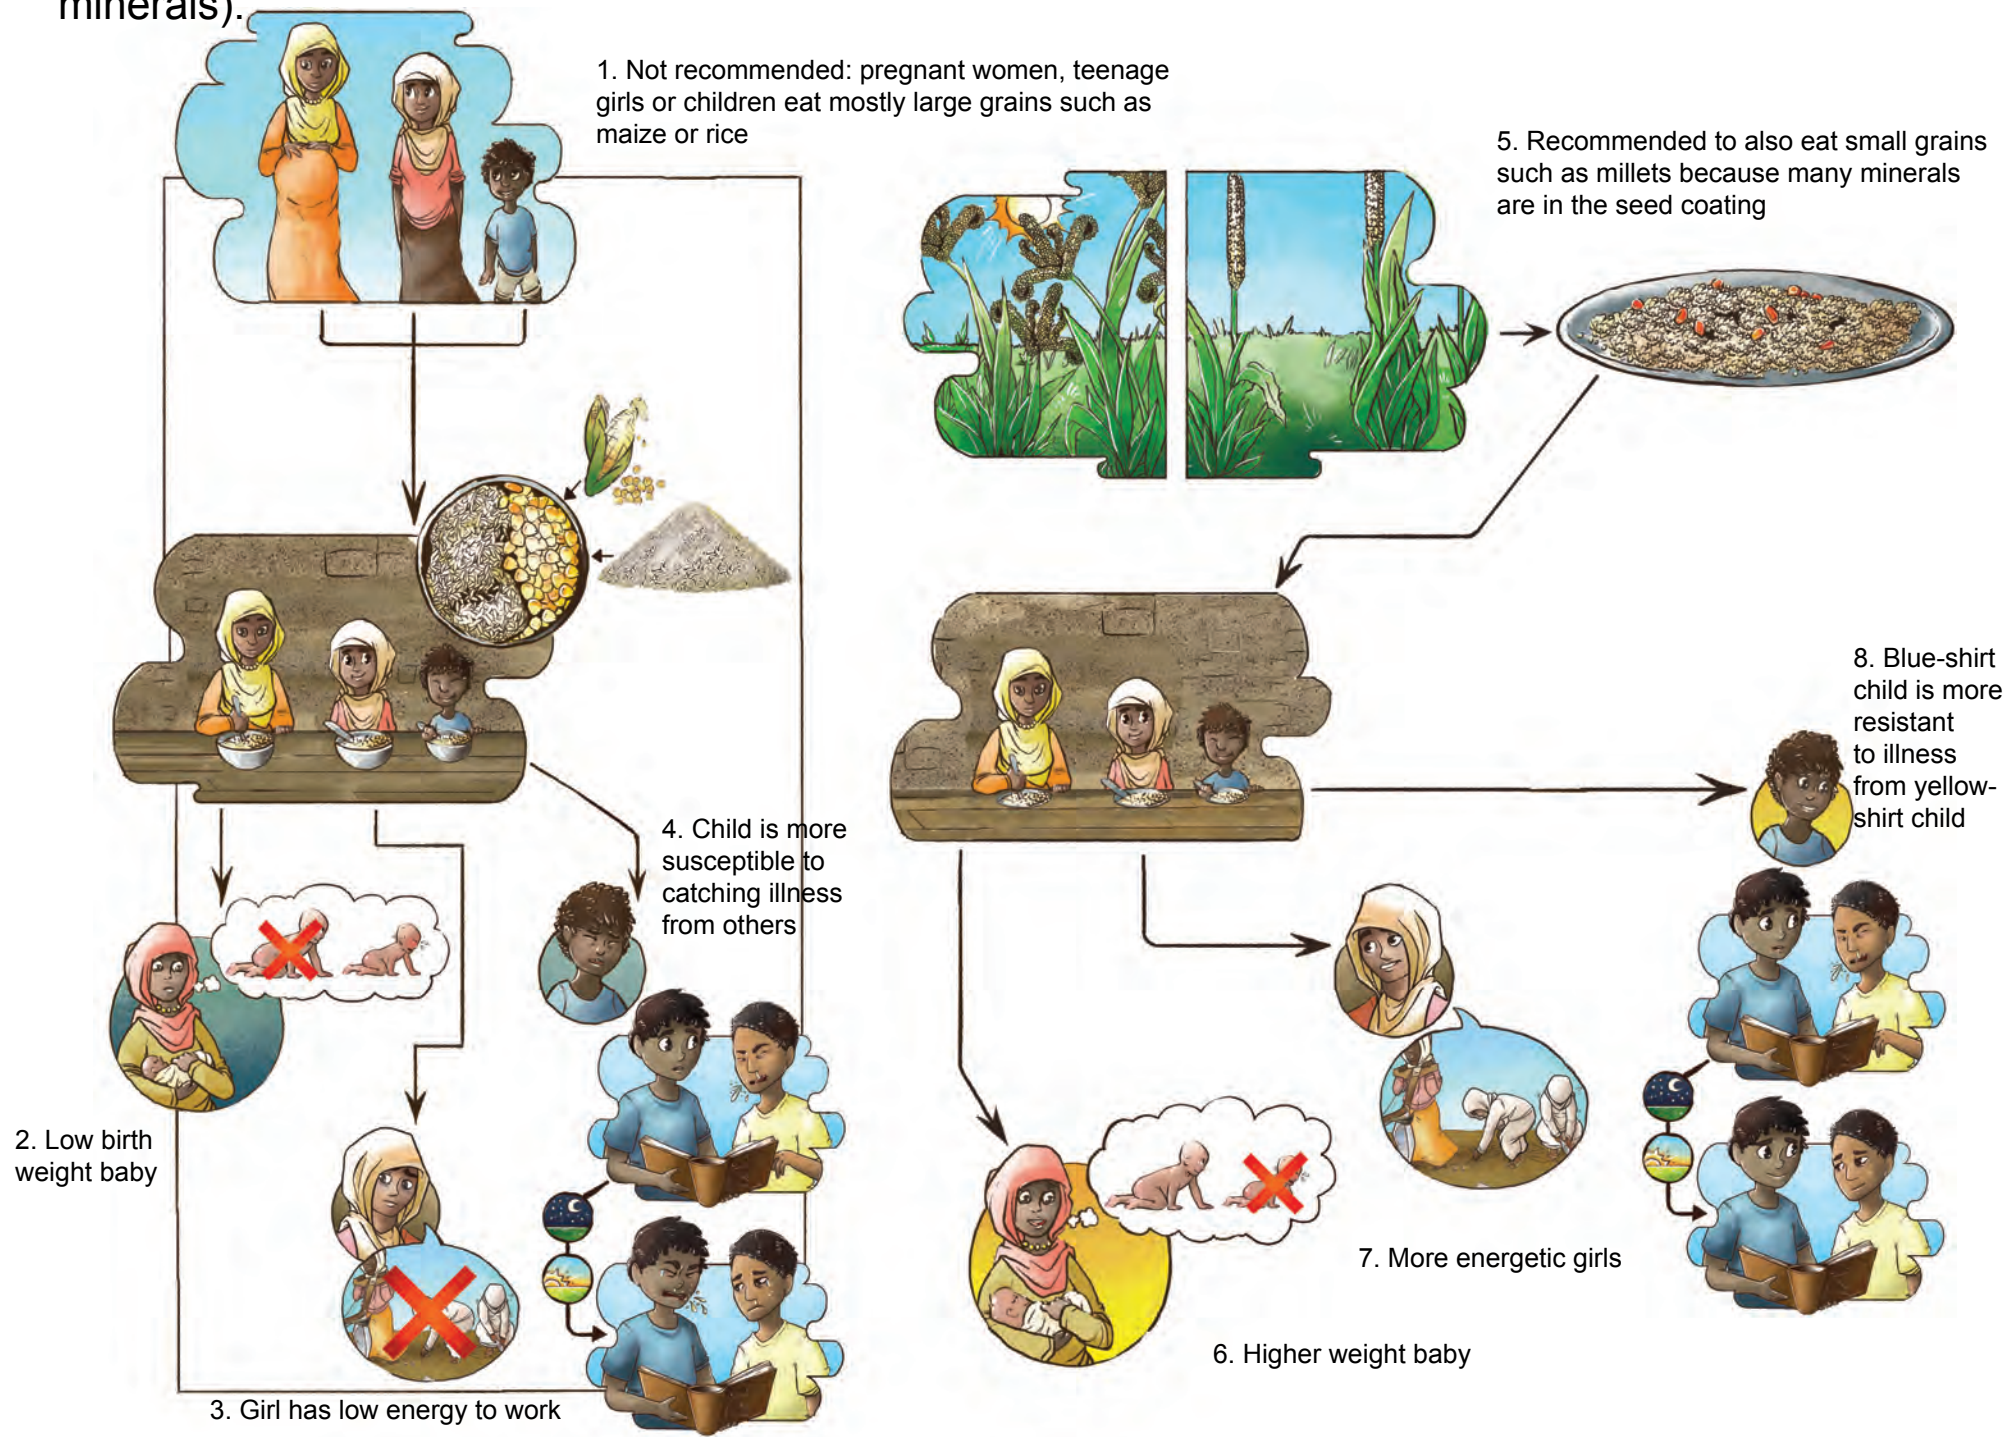 minerals).
1. Not recommended: pregnant women, teenage
girls or children eat mostly large grains such as
maize or rice
5. Recommended to also eat small grains
such as millets because many minerals
are in the seed coating
8. Blue-shirt
child is more
resistant
to illness
from yellow-
shirt child
4. Child is more
susceptible to
catching illness
from others
2. Low birth
weight baby
7. More energetic girls
6. Higher weight baby
3. Girl has low energy to work